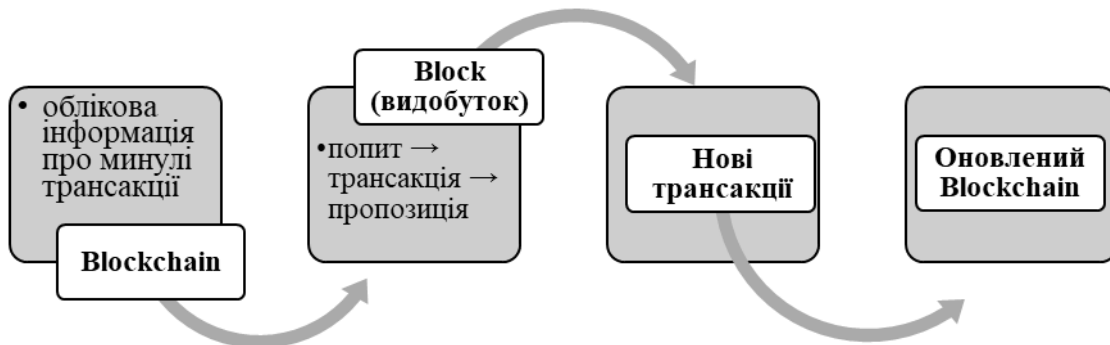 • облікова
інформація
про минулі
трансакції
Blockchain
Block
(видобуток)
•попит →
трансакція →
пропозиція
Нові
трансакції
Оновлений
Blockchain